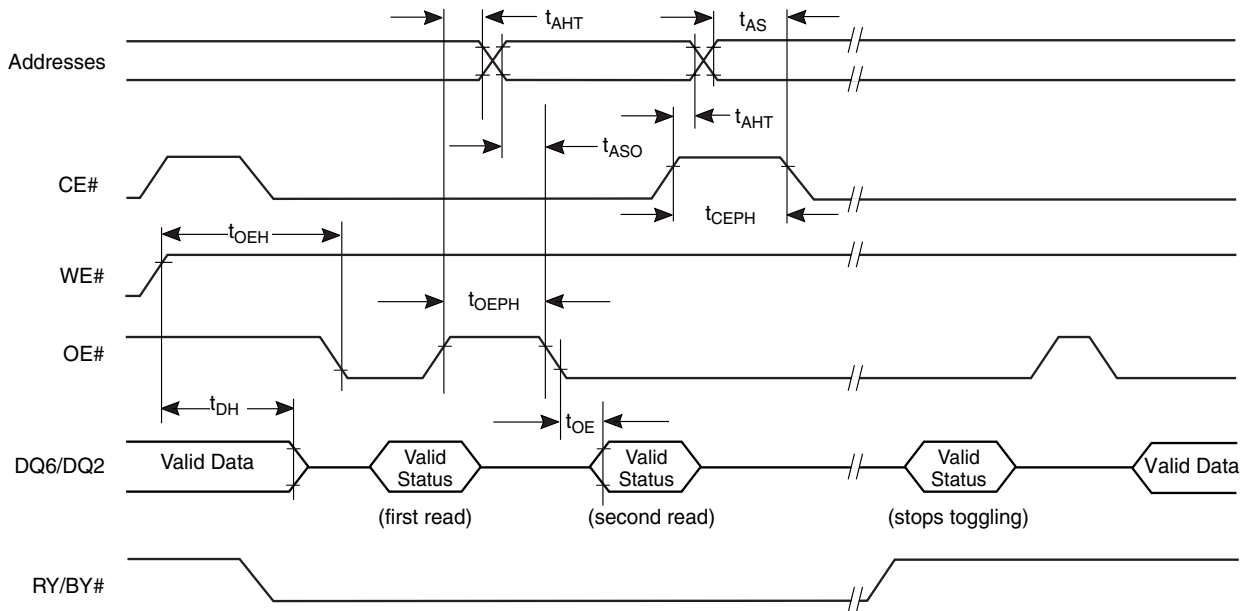 tAHT
tAS
Addresses
tAHT
tASO
CE#
tCEPH
tOEH
WE#
tOEPH
OE#
tDH
tOE
DQ6/DQ2
Valid Data
Valid
Status
Valid
Status
Valid
Status
Valid Data
(first read)
(second read)
(stops toggling)
RY/BY#